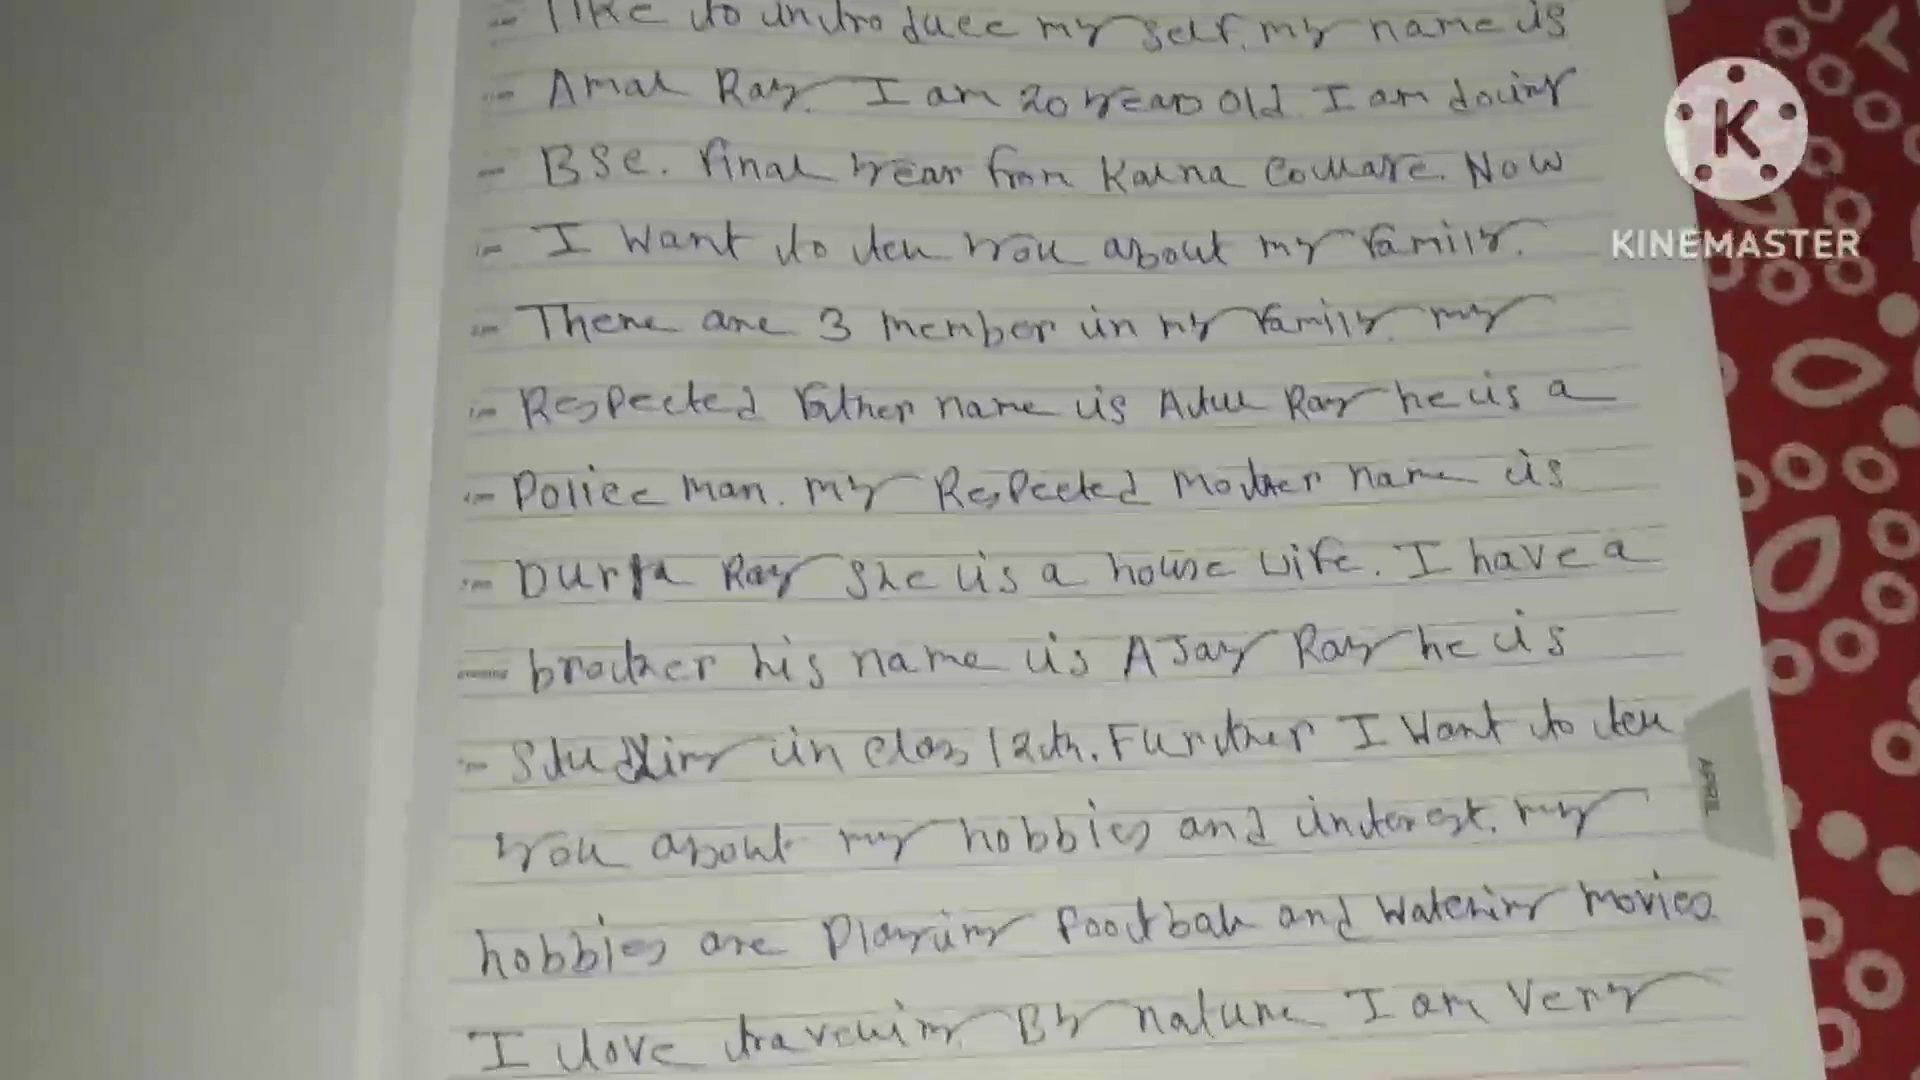 like to introduce my self. my name is
Amal Ray. I am 20 years old. I am doing
BSc. final year from Kalna Collage. Now
I want to tell you about my family.
There are 3 member in my family. my
Respected father name is Atul Ray he is a
Police man. my Respected mother name is
Durga Ray she is a house wife. I have a
brother his name is AJay Ray he is
Studying in class 12th. Further I want to tell
you about my hobbies and interest. my
hobbies are Playing football and watching movies.
I love traveling. By nature I am very
K
KINEMASTER
APRIL